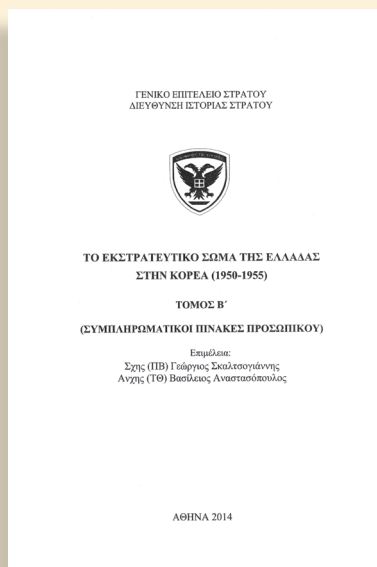 ΓΕΝΙΚΟ ΕΠΙΤΕΛΕΙΟ ΣΤΡΑΤΟΥ
ΔΙΕΥΘΥΝΣΗ ΙΣΤΟΡΙΑΣ ΣΤΡΑΤΟΥ
ΤΟ ΕΚΣΤΡΑΤΕΥΤΙΚΟ ΣΩΜΑ ΤΗΣ ΕΛΛΑΔΑΣ
ΣΤΗΝ ΚΟΡΕΑ (1950-1955)
ΤΟΜΟΣ Β΄
(ΣΥΜΠΛΗΡΩΜΑΤΙΚΟΙ ΠΙΝΑΚΕΣ ΠΡΟΣΩΠΙΚΟΥ)
Επιμέλεια:
Σχης (ΠΒ) Γεώργιος Σκαλτσογιάννης
Ανχης (ΤΘ) Βασίλειος Αναστασόπουλος
ΑΘΗΝΑ 2014